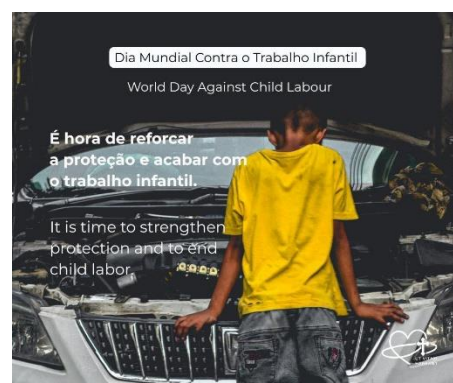 Dia Mundial Contra o Trabalho Infantil
World Day Against Child Labour
É hora de reforcar
a proteção e acabar com
o trabalho infantil.
It is time to strengthen
protection and to end
child labor.